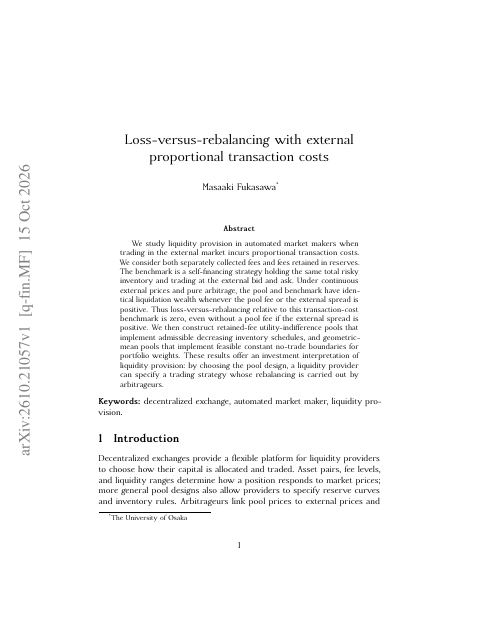 Loss-versus-rebalancing with external
proportional transaction costs
Masaaki Fukasawa*
Abstract
We study liquidity provision in automated market makers when
trading in the external market incurs proportional transaction costs.
We consider both separately collected fees and fees retained in reserves.
The benchmark is a self-financing strategy holding the same total risky
inventory and trading at the external bid and ask. Under continuous
external prices and pure arbitrage, the pool and benchmark have iden-
tical liquidation wealth whenever the pool fee or the external spread is
positive. Thus loss-versus-rebalancing relative to this transaction-cost
benchmark is zero, even without a pool fee if the external spread is
positive. We then construct retained-fee utility-indifference pools that
implement admissible decreasing inventory schedules, and geometric-
mean pools that implement feasible constant no-trade boundaries for
portfolio weights. These results offer an investment interpretation of
liquidity provision: by choosing the pool design, a liquidity provider
can specify a trading strategy whose rebalancing is carried out by
arbitrageurs.
Keywords: decentralized exchange, automated market maker, liquidity pro-
vision.
1 Introduction
Decentralized exchanges provide a flexible platform for liquidity providers
to choose how their capital is allocated and traded. Asset pairs, fee levels,
and liquidity ranges determine how a position responds to market prices;
more general pool designs also allow providers to specify reserve curves
and inventory rules. Arbitrageurs link pool prices to external prices and
*The University of Osaka
1
arXiv:2610.21057v1 [q-fin.MF] 15 Oct 2026